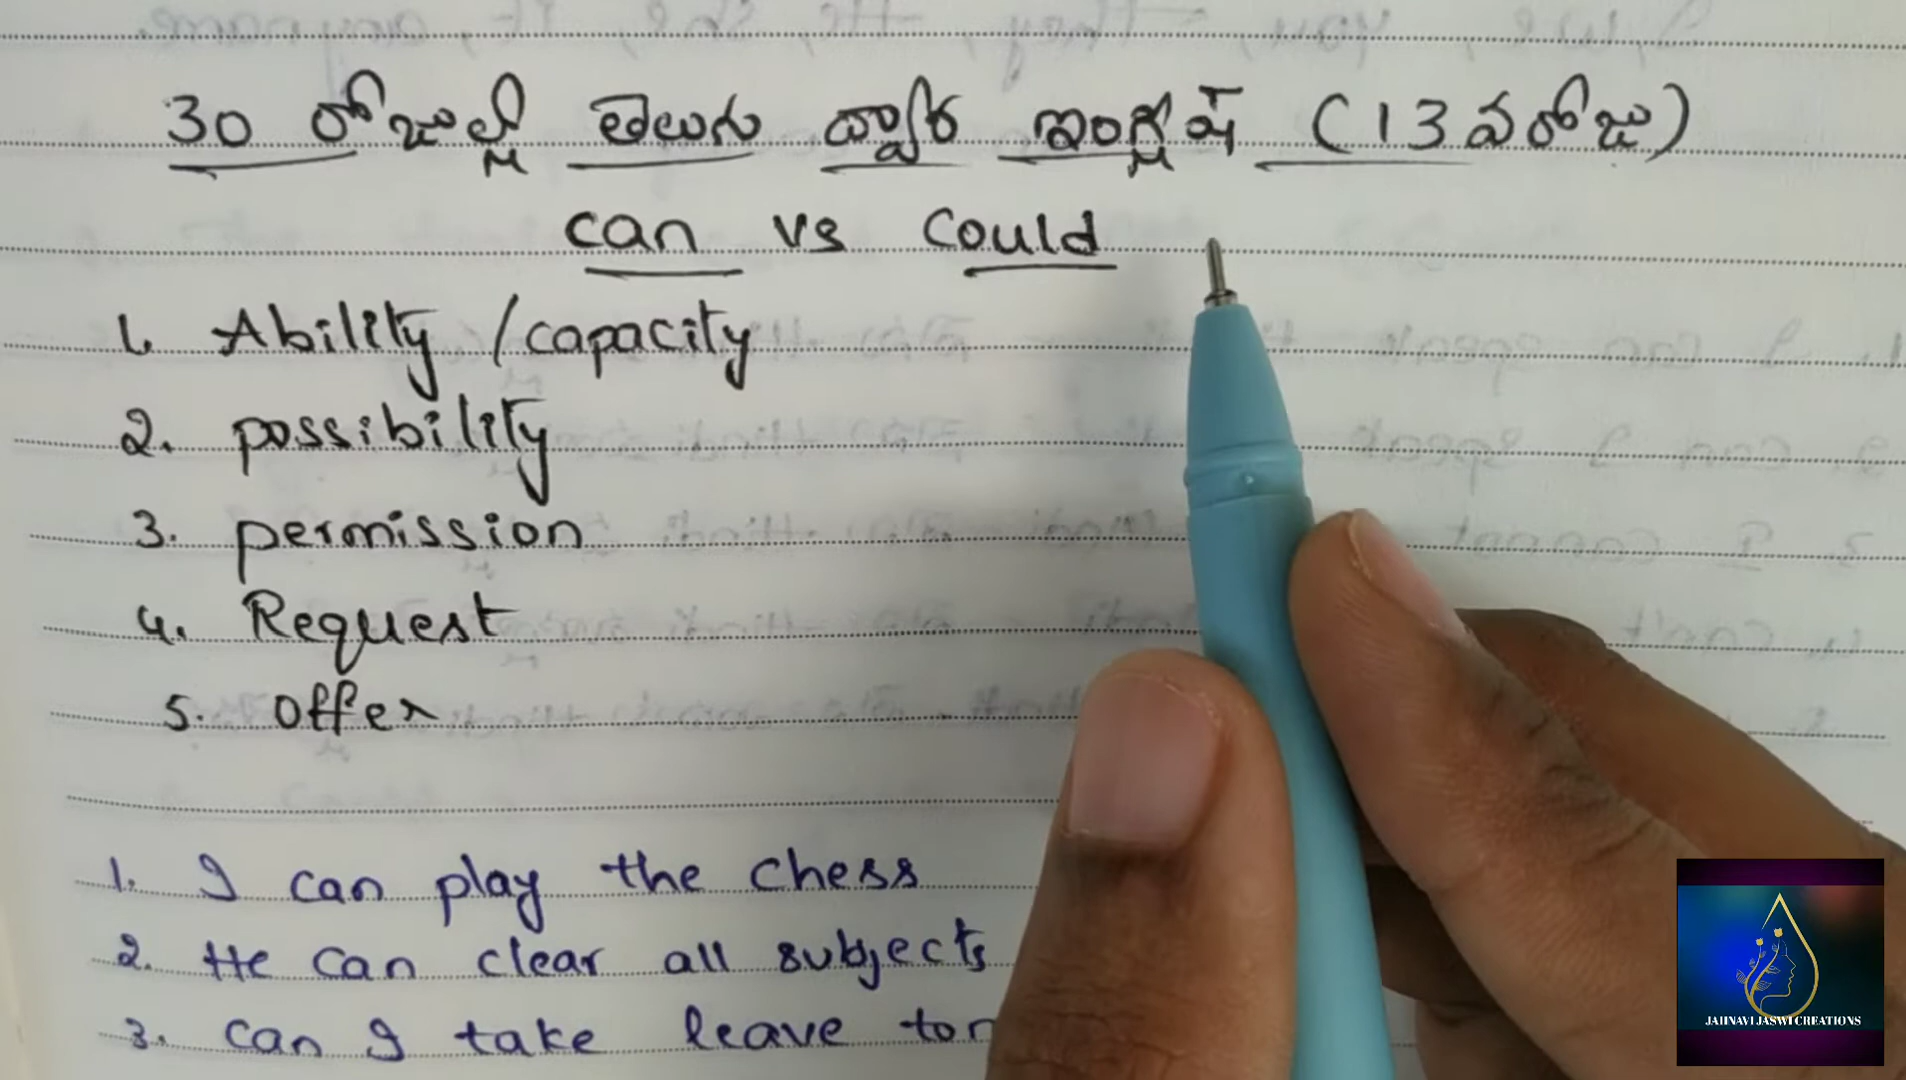 30 రోజుల్లో తెలుగు ద్వార ఇంగ్లీష్ (13వరోజు)
can vs could
1. Ability /capacity
2. possibility
3. permission
4. Request
5. offer
1. I can play the chess
2. He can clear all subjects
3. can I take leave
JAHNAVI JASWI CREATIONS